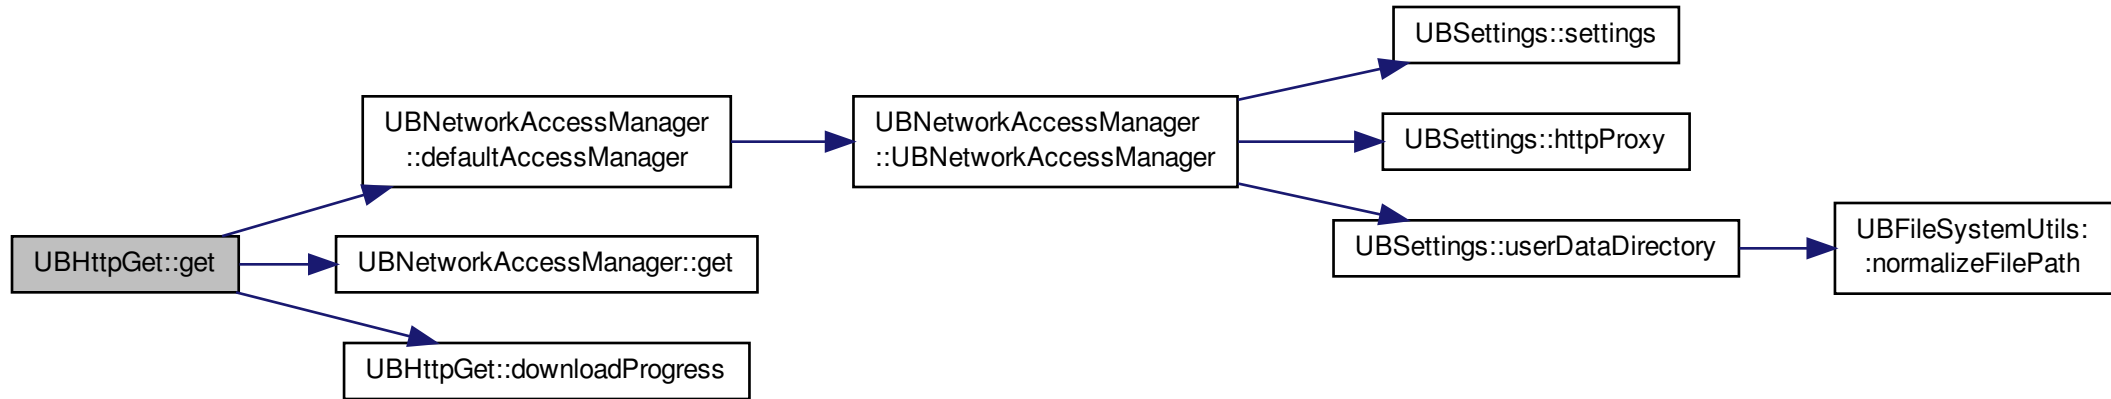 UBHttpGet::get
UBNetworkAccessManager
::defaultAccessManager
UBNetworkAccessManager::get
UBHttpGet::downloadProgress
UBNetworkAccessManager
::UBNetworkAccessManager
UBSettings::settings
UBSettings::httpProxy
UBSettings::userDataDirectory
UBFileSystemUtils:
:normalizeFilePath